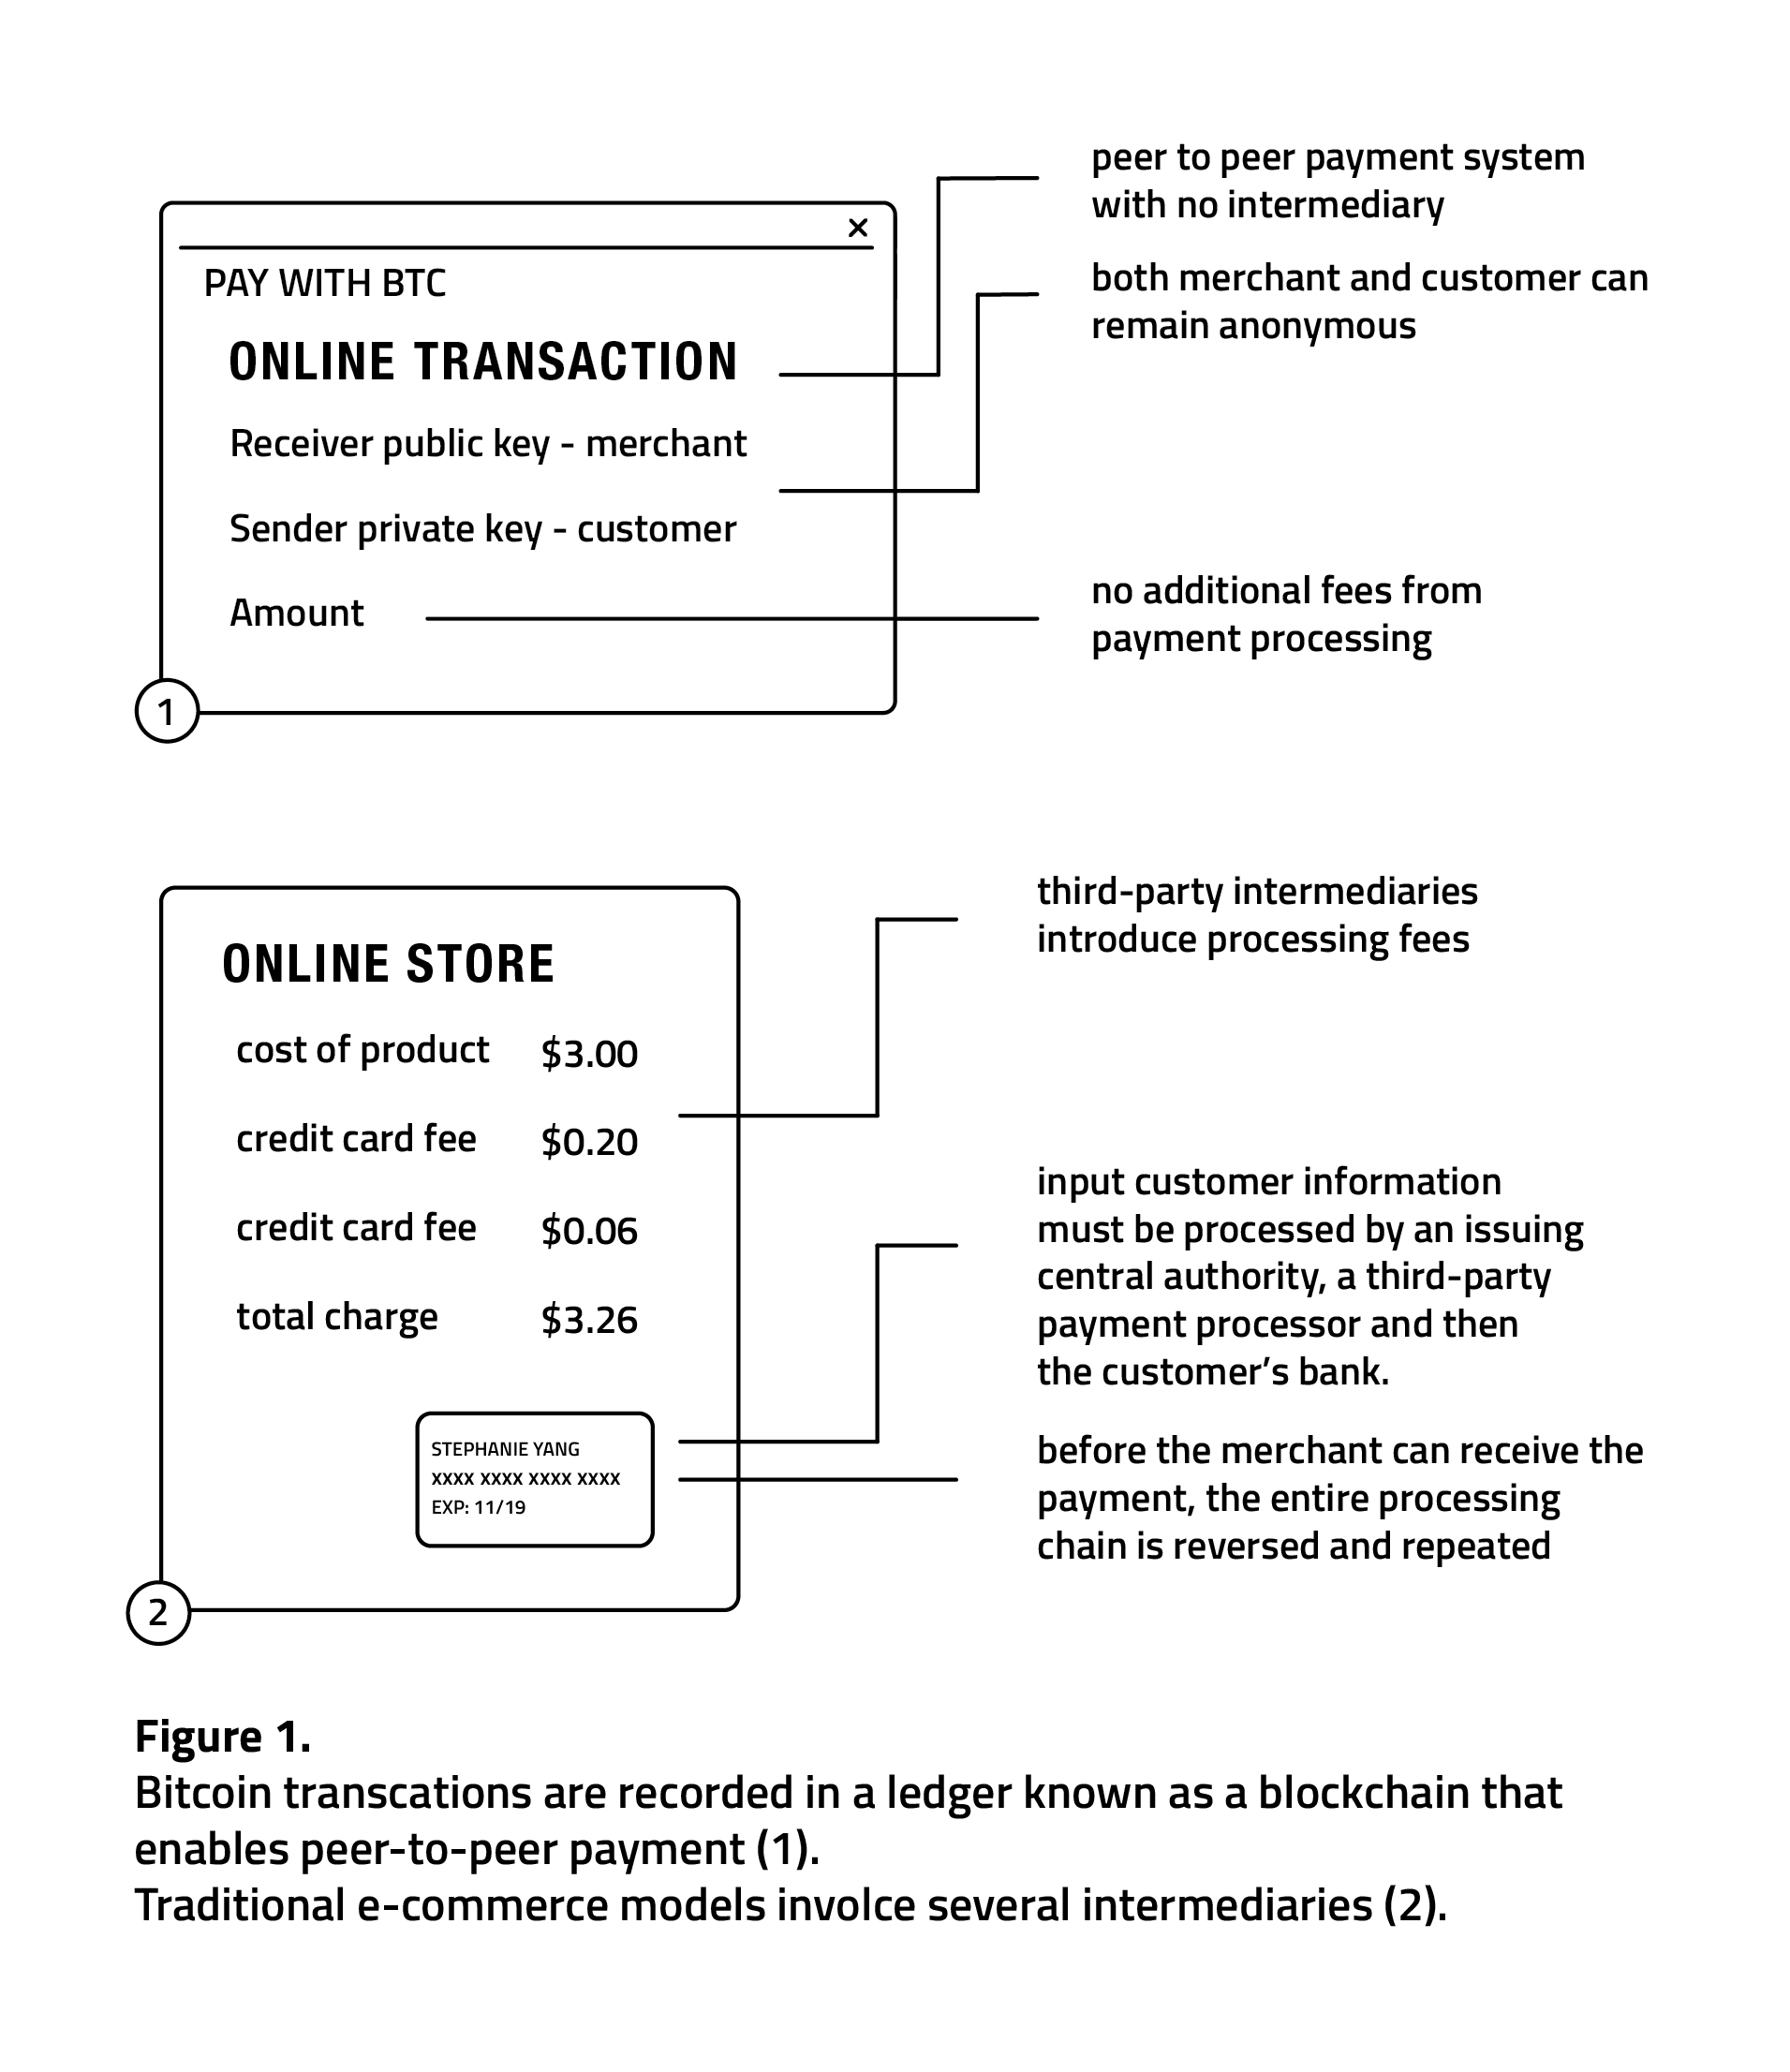 peer to peer payment system
with no intermediary
both merchant and customer can
remain anonymous
×
PAY WITH BTC
ONLINE TRANSACTION
Receiver public key - merchant
Sender private key - customer
Amount
no additional fees from
payment processing
1
third-party intermediaries
introduce processing fees
ONLINE STORE
cost of product $3.00
credit card fee $0.20
credit card fee $0.06
total charge $3.26
input customer information
must be processed by an issuing
central authority, a third-party
payment processor and then
the customer’s bank.
STEPHANIE YANG
XXXX XXXX XXXX XXXX
EXP: 11/19
before the merchant can receive the
payment, the entire processing
chain is reversed and repeated
2
Figure 1.
Bitcoin transcations are recorded in a ledger known as a blockchain that
enables peer-to-peer payment (1).
Traditional e-commerce models involce several intermediaries (2).